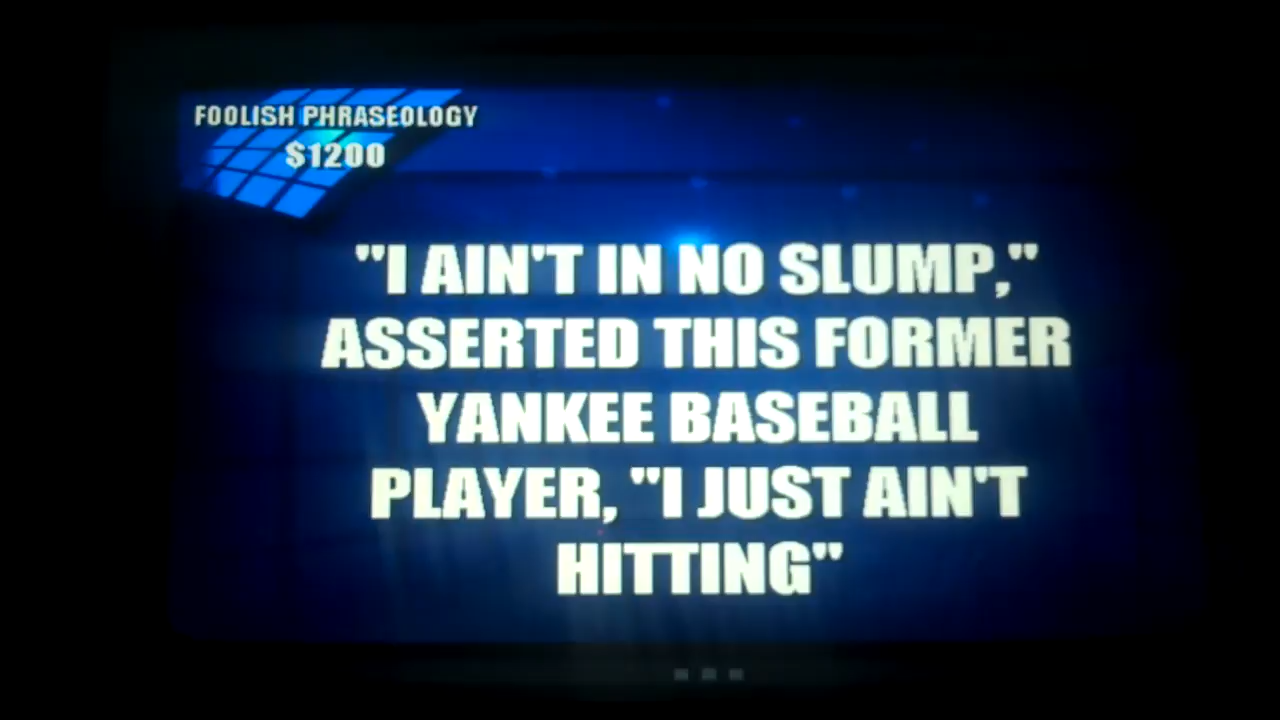 FOOLISH PHRASEOLOGY
$1200
"I AIN'T IN NO SLUMP,"
ASSERTED THIS FORMER
YANKEE BASEBALL
PLAYER, "I JUST AIN'T
HITTING"